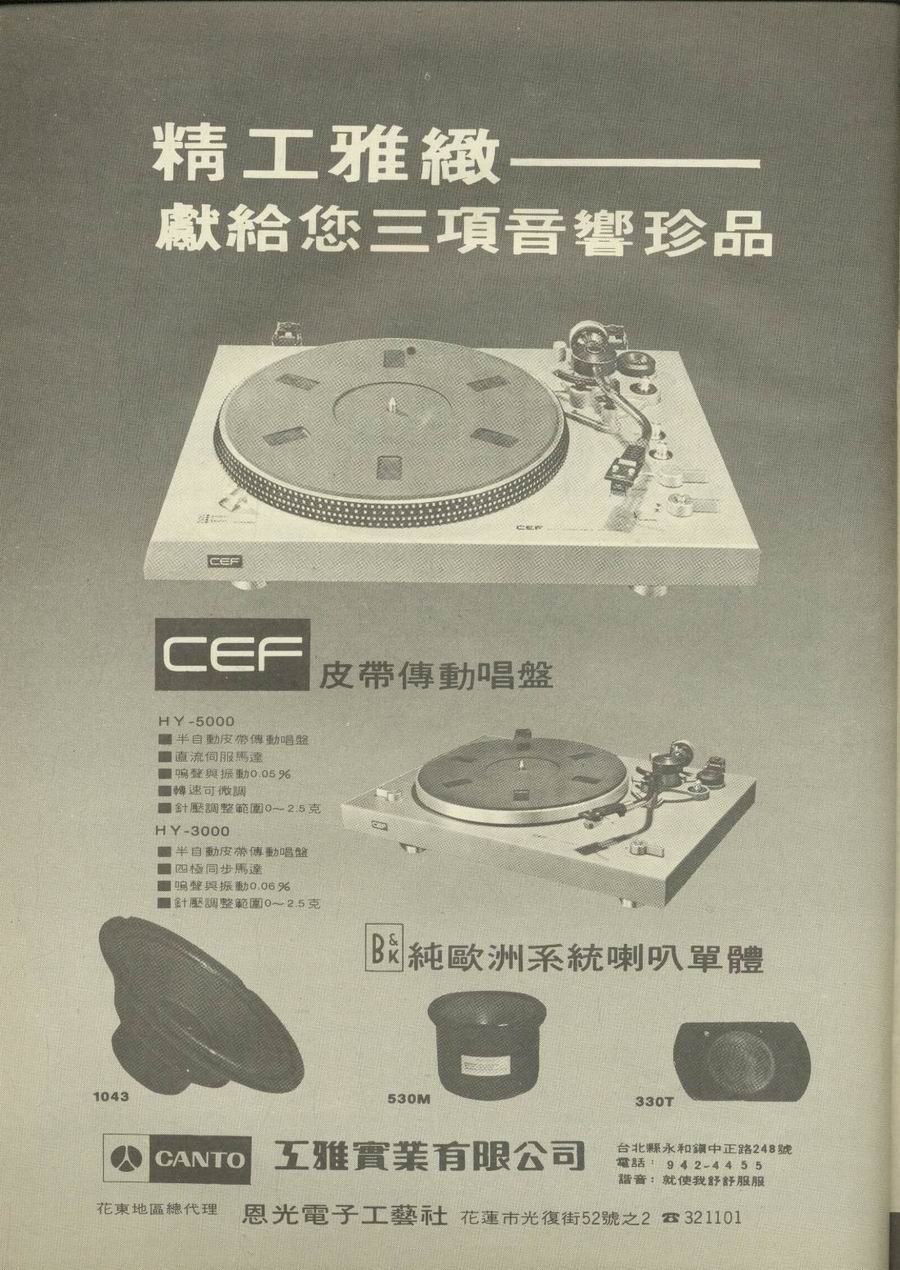 精工雅緻——
獻給您三項音響珍品
CEF
CEF
CEF 皮帶傳動唱盤
HY-5000
■半自動皮帶傳動唱盤
■直流伺服馬達
■鳴聲與振動0.05%
■轉速可微調
■針壓調整範圍0~2.5克
HY-3000
■半自動皮帶傳動唱盤
■四極同步馬達
■鳴聲與振動0.06%
■針壓調整範圍0~2.5克
CEF
B&K 純歐洲系統喇叭單體
1043
530M
330T
CANTO 工雅實業有限公司
台北縣永和鎭中正路248號
電話：942-4455
諧音：就使我舒舒服服
花東地區總代理 恩光電子工藝社 花蓮市光復街52號之2 ☎321101